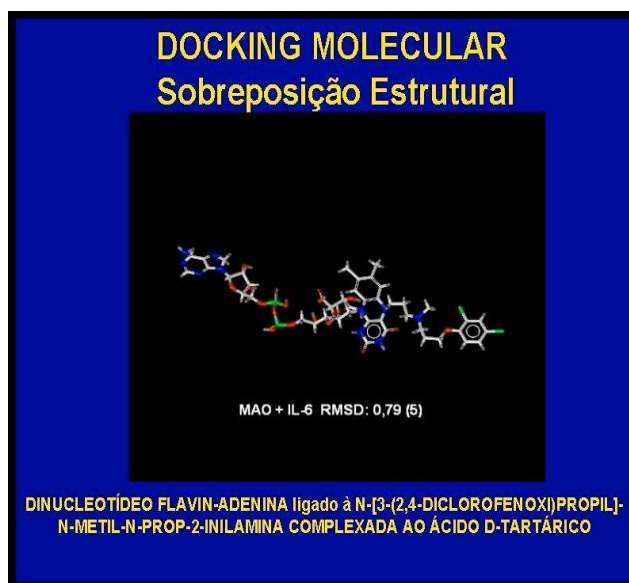 DOCKING MOLECULAR
Sobreposição Estrutural
MAO + IL-6 RMSD: 0,79 (5)
DINUCLEOTÍDEO FLAVIN-ADENINA ligado à N-[3-(2,4-DICLOROFENOXI)PROPIL]-
N-METIL-N-PROP-2-INILAMINA COMPLEXADA AO ÁCIDO D-TARTÁRICO